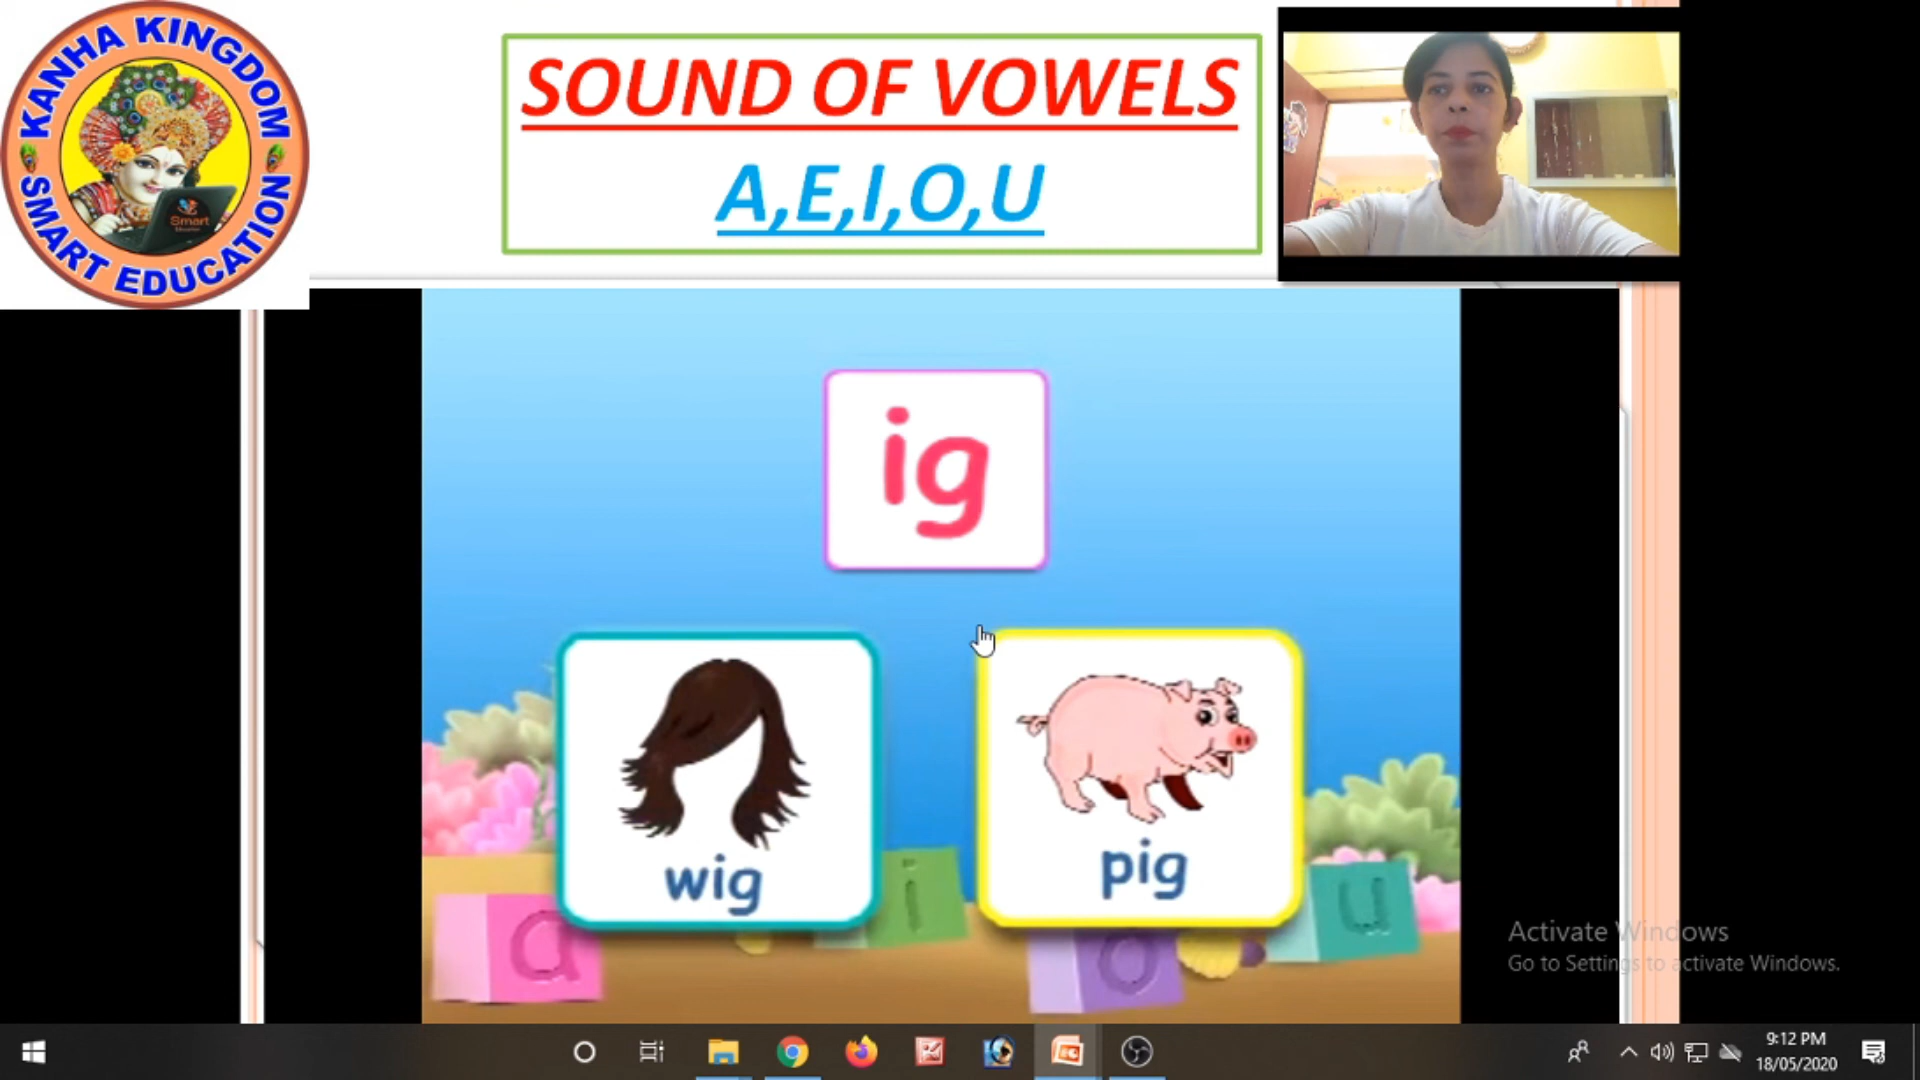 KANHA KINGDOM
SMART EDUCATION
Smart
SOUND OF VOWELS
A,E,I,O,U
ig
wig
pig
a
i
o
u
Activate Windows
Go to Settings to activate Windows.
9:12 PM
18/05/2020